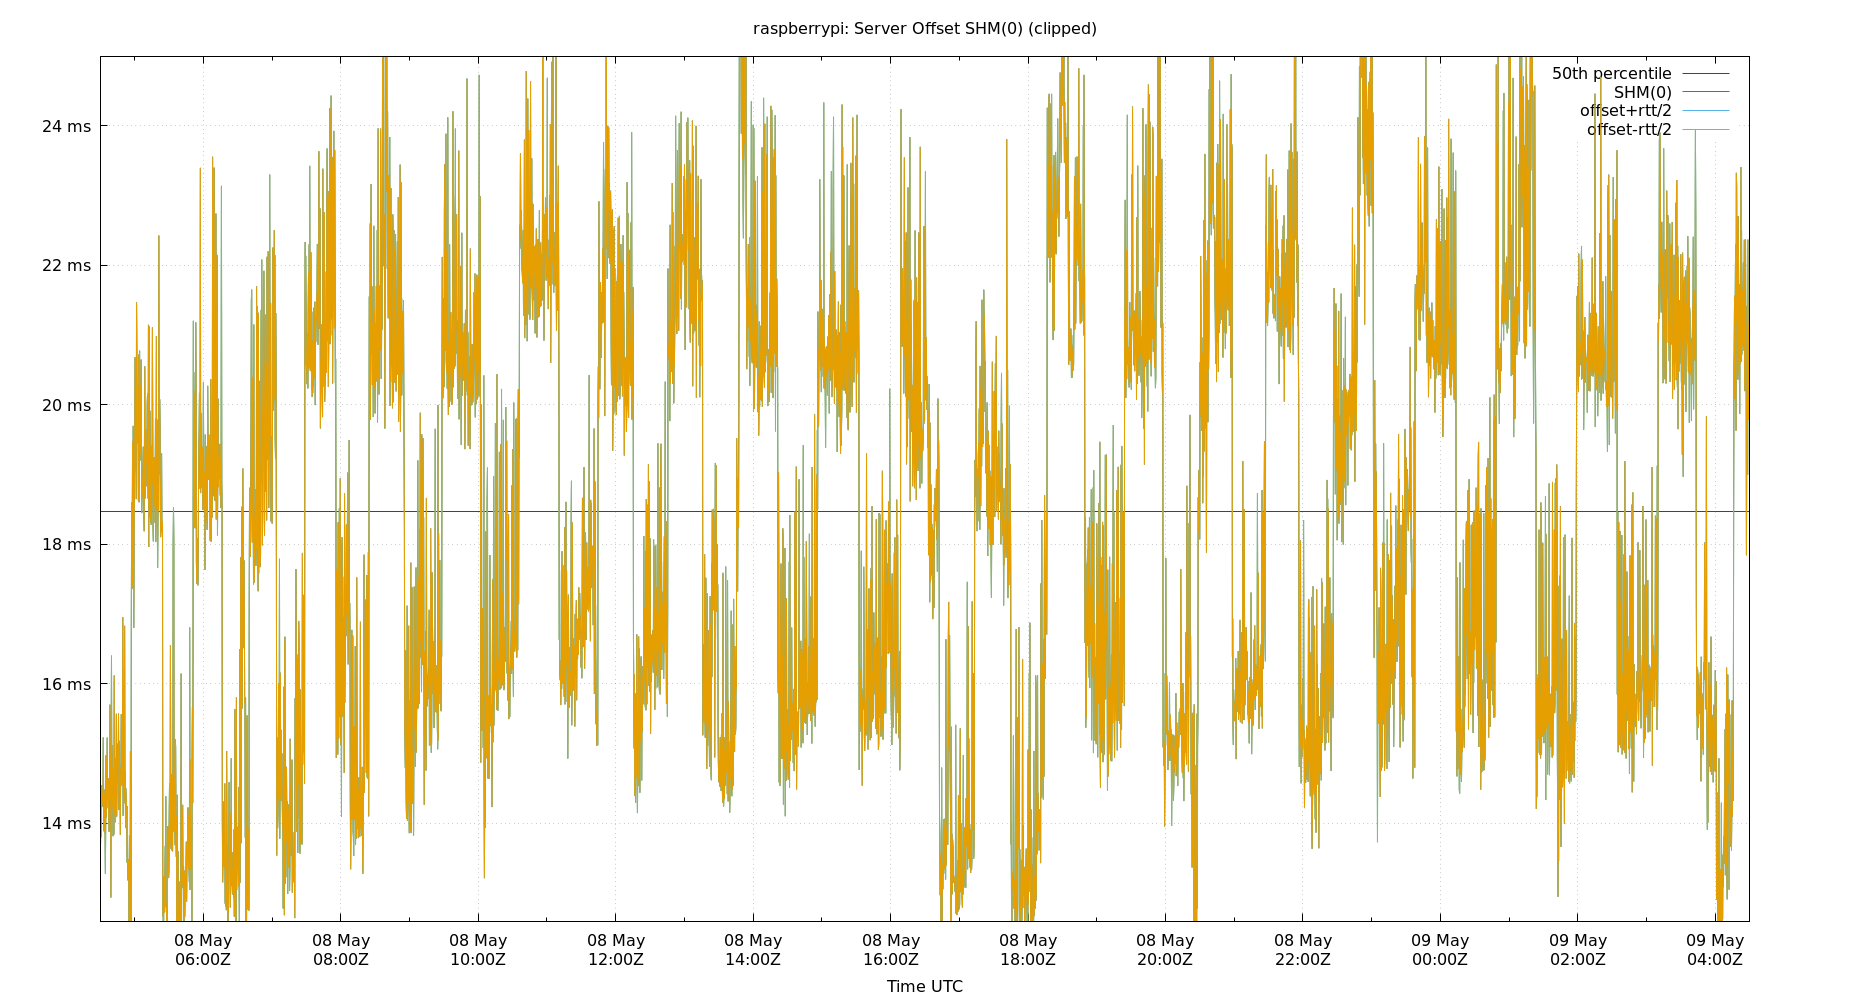 raspberrypi: Server Offset SHM(0) (clipped)
50th percentile
SHM(0)
offset+rtt/2
offset-rtt/2
24 ms
22 ms
20 ms
18 ms
16 ms
14 ms
08 May 08 May 08 May 08 May 08 May 08 May 08 May 08 May 08 May 09 May 09 May 09 May
06:00Z 08:00Z 10:00Z 12:00Z 14:00Z 16:00Z 18:00Z 20:00Z 22:00Z 00:00Z 02:00Z 04:00Z
Time UTC